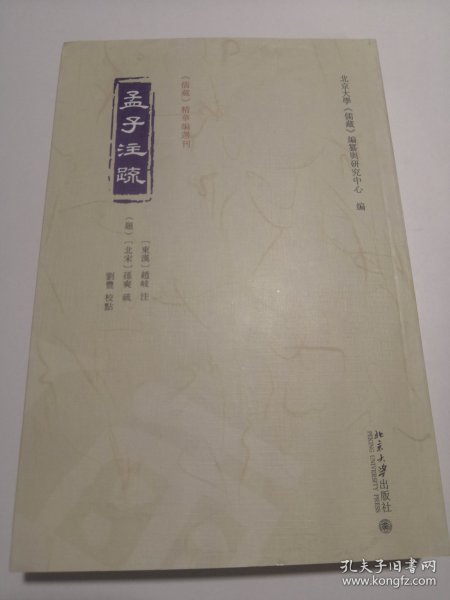 北京大學《儒藏》編纂與研究中心 編
《儒藏》精華編選刊
孟子注疏
〔東漢〕趙岐 注
（題）〔北宋〕孫奭 疏
劉豐 校點
北京大学出版社
PEKING UNIVERSITY PRESS
孔夫子旧书网
www.kongfz.com